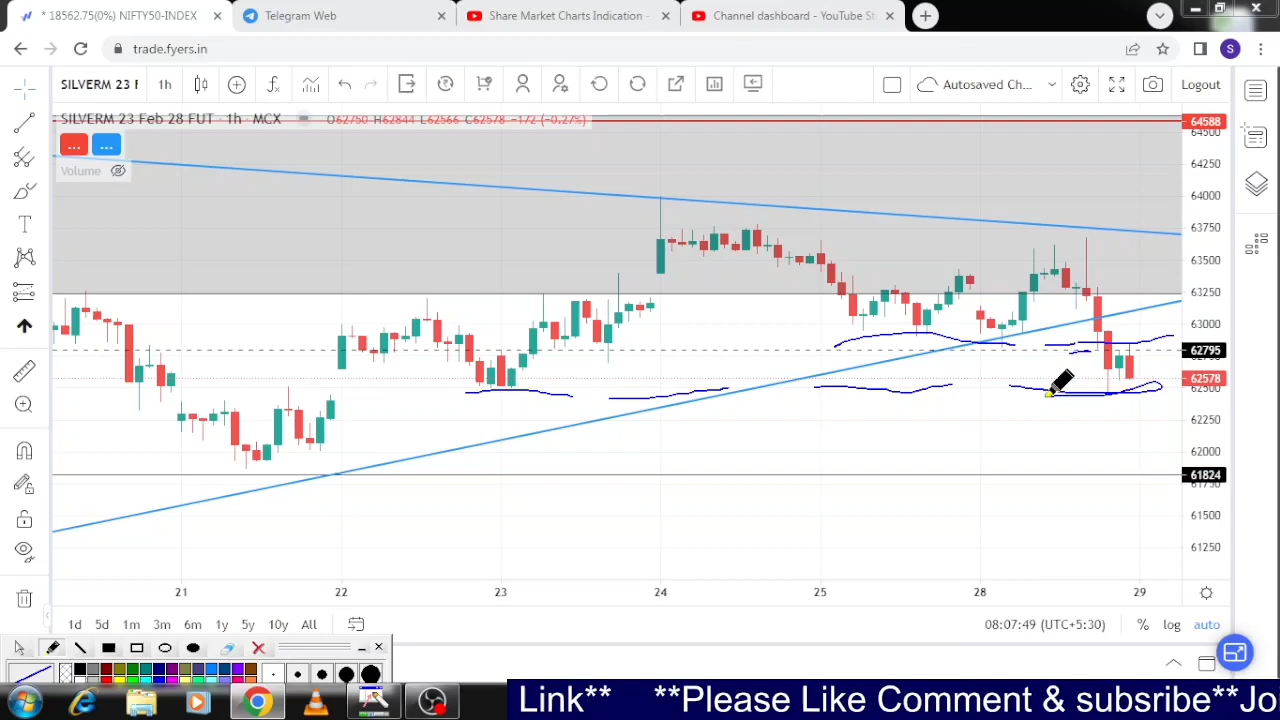 * 18562.75(0%) NIFTY50-INDEX
Telegram Web
Share Market Charts Indication -
Channel dashboard - YouTube St
trade.fyers.in
S
SILVERM 23 F
1h
Autosaved Ch...
Logout
SILVERM 23 Feb 28 FUT · 1h · MCX
O62750 H62844 L62566 C62578 −172 (−0.27%)
...
...
Volume
64588
64500
64250
64000
63750
63500
63250
63000
62795
62750
62578
62500
62250
62000
61824
61750
61500
61250
21
22
23
24
25
28
29
1d
5d
1m
3m
6m
1y
5y
10y
All
08:07:49 (UTC+5:30)
%
log
auto
Link** **Please Like Comment & subsribe**Jo